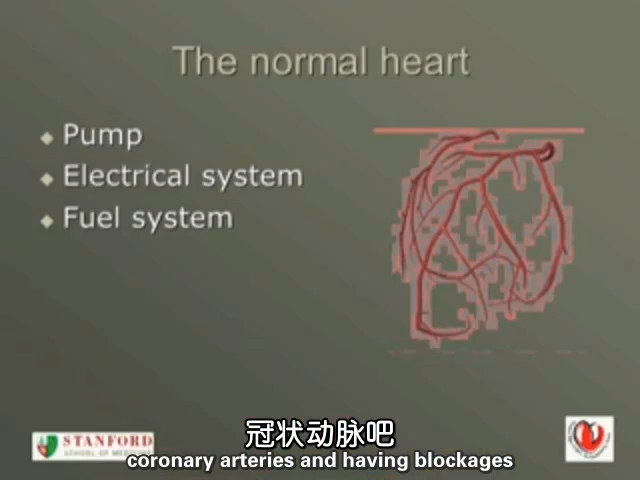 The normal heart
Pump
Electrical system
Fuel system
冠状动脉吧
STANFORD
coronary arteries and having blockages